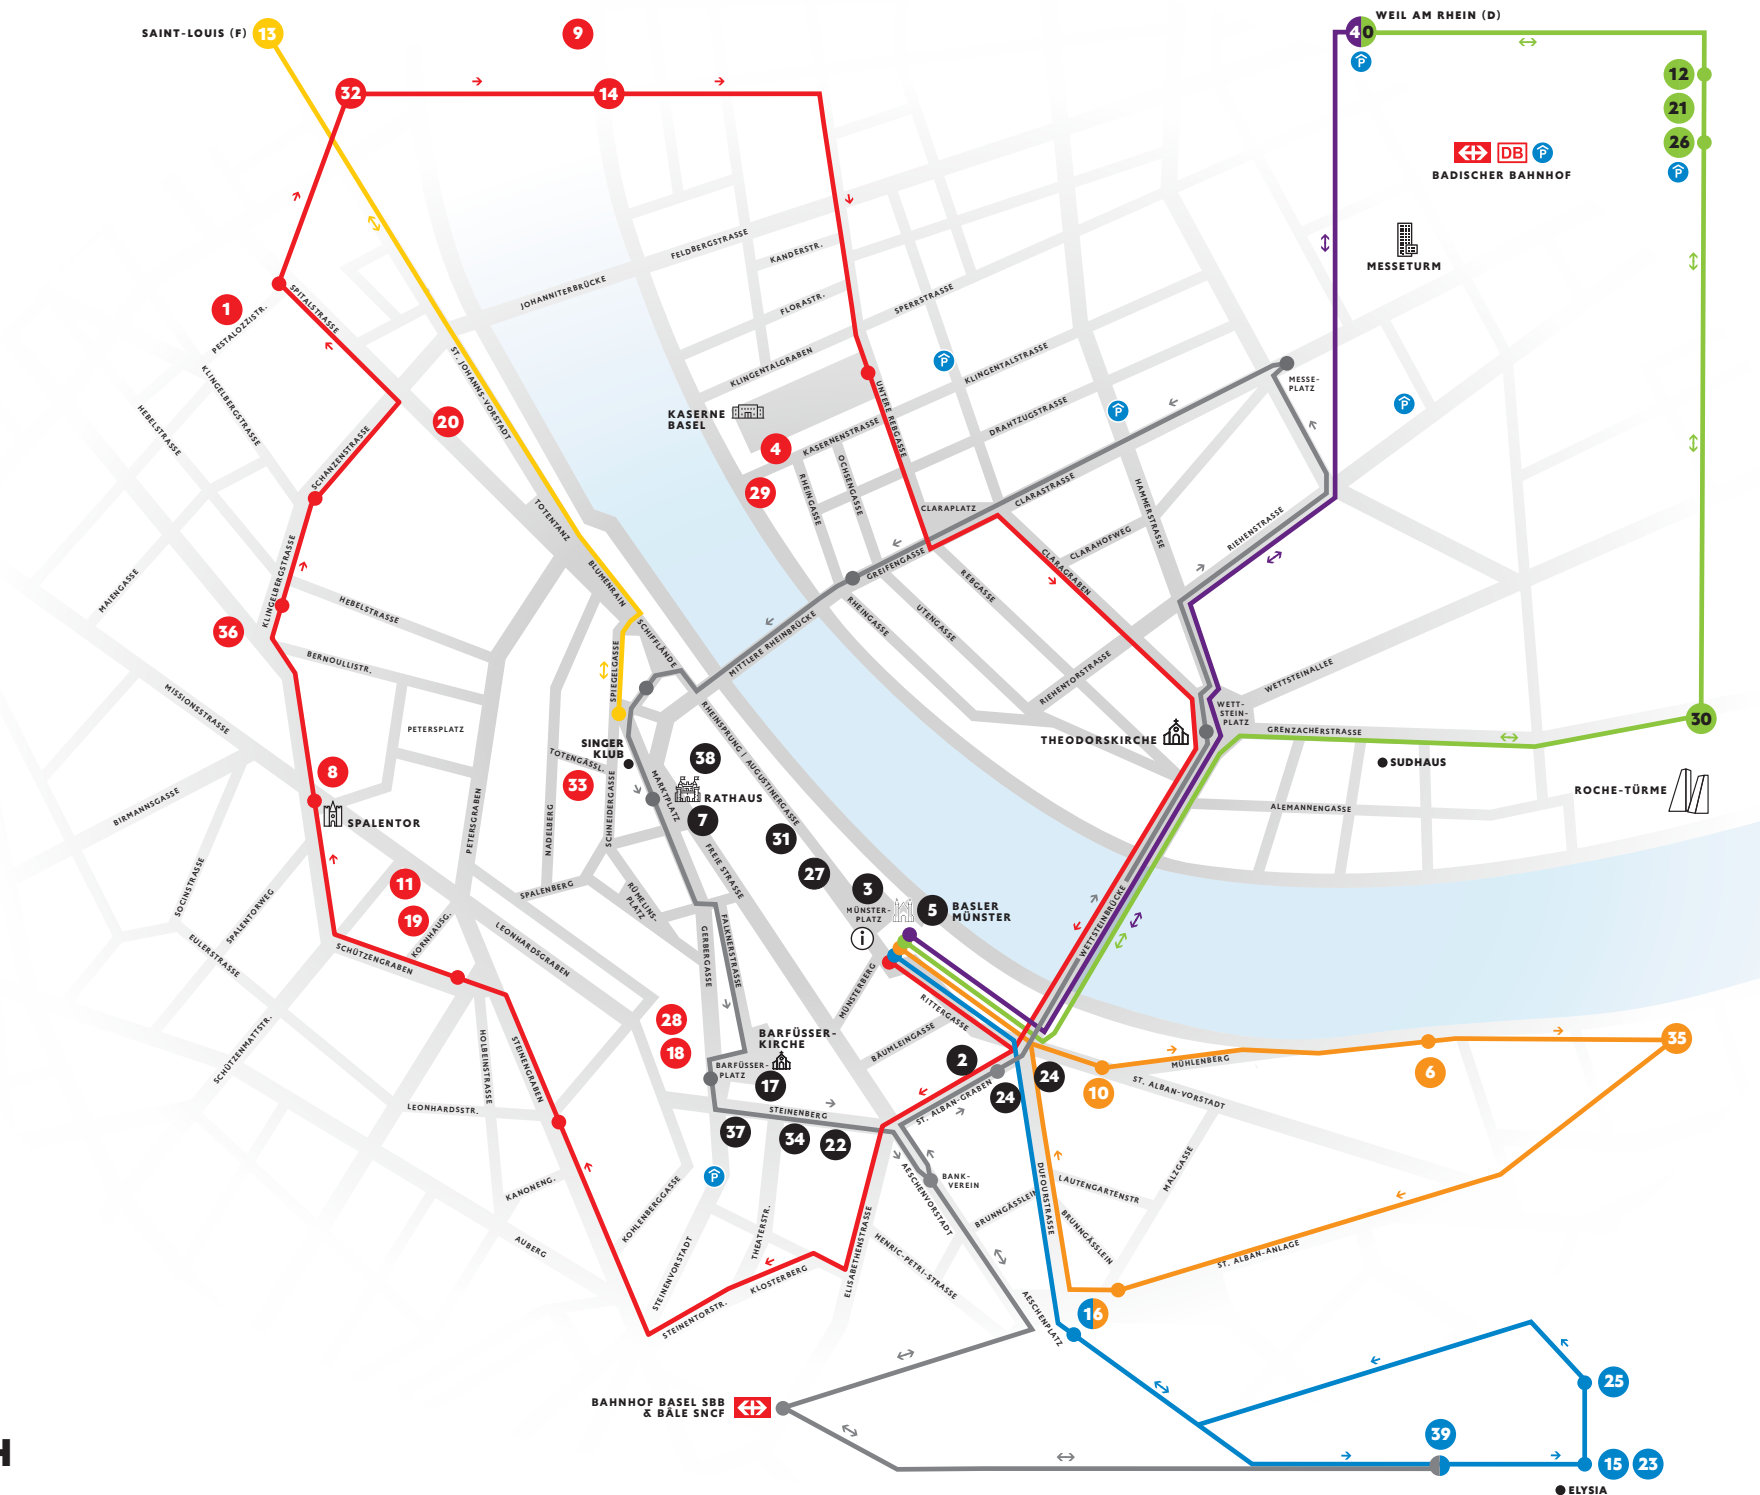 WEIL AM RHEIN (D)
SAINT-LOUIS (F)
13
9
40
32
14
12
21
26
DB
BADISCHER BAHNHOF
MESSETURM
FELDBERGSTRASSE
KANDERSTR.
JOHANNITERBRÜCKE
FLORASTR.
SPERRSTRASSE
SPITALSTRASSE
1
PESTALOZZISTR.
ST. JOHANNS-VORSTADT
KLINGENTALGRABEN
KLINGENTALSTRASSE
MESSE-
PLATZ
KLINGELBERGSTRASSE
HEBELSTRASSE
UNTERE REBGASSE
KASERNE
BASEL
DRAHTZUGSTRASSE
20
SCHANZENSTRASSE
4
KASERNENSTRASSE
OCHSENGASSE
RHEINGASSE
29
CLARASTRASSE
HAMMERSTRASSE
CLARAPLATZ
TOTENTANZ
RIEHENSTRASSE
CLARAHOFWEG
CLARAGRABEN
GREIFENGASSE
BLUMENRAIN
KLINGELBERGSTRASSE
MAIENGASSE
REBGASSE
HEBELSTRASSE
RHEINGASSE
UTENGASSE
36
SCHIFFLÄNDE
MITTLERE RHEINBRÜCKE
BERNOULLISTR.
SPIEGELGASSE
RIEHENTORSTRASSE
WETTSTEINALLEE
MISSIONSSTRASSE
WETT-
STEIN-
PLATZ
30
PETERSPLATZ
RHEINSPRUNG | AUGUSTINERGASSE
GRENZACHERSTRASSE
THEODORSKIRCHE
SINGER
KLUB
38
TOTENGÄSSL.
SUDHAUS
8
33
MARKTPLATZ
RATHAUS
ROCHE-TÜRME
BIRMANNSGASSE
SPALENTOR
PETERSGRABEN
NADELBERG
SCHNEIDERGASSE
7
ALEMANNENGASSE
31
FREIE STRASSE
27
11
SOCINSTRASSE
SPALENBERG
RÜMELINS-
PLATZ
3
5
BASLER
MÜNSTER
MÜNSTER-
PLATZ
19
KORNHAUSG.
SPALENTORWEG
WETTSTEINBRÜCKE
i
EULERSTRASSE
SCHÜTZENGRABEN
LEONHARDSGRABEN
GERBERGASSE
FALKNERSTRASSE
MÜNSTERBERG
RITTERGASSE
28
18
BARFÜSSER-
KIRCHE
BÄUMLEINGASSE
35
SCHÜTZENMATTSTR.
HOLBEINSTRASSE
STEINENGRABEN
BARFÜSSER-
PLATZ
17
2
24
24
MÜHLENBERG
6
10
ST. ALBAN-VORSTADT
ST. ALBAN-GRABEN
LEONHARDSSTR.
STEINENBERG
37
34
22
AESCHENVORSTADT
BANK-
VEREIN
DUFOURSTRASSE
LAUTENGARTENSTR
MALZGASSE
KANONENG.
KOHLENBERGGASSE
BRUNNGÄSSLEIN
BRUNNGÄSSLEIN
THEATERSTR.
ELISABETHENSTRASSE
AUBERG
STEINENVORSTADT
HENRIC-PETRI-STRASSE
ST. ALBAN-ANLAGE
KLOSTERBERG
STEINENTORSTR.
AESCHENPLATZ
16
25
BAHNHOF BASEL SBB
& BÂLE SNCF
39
15
23
H
ELYSIA